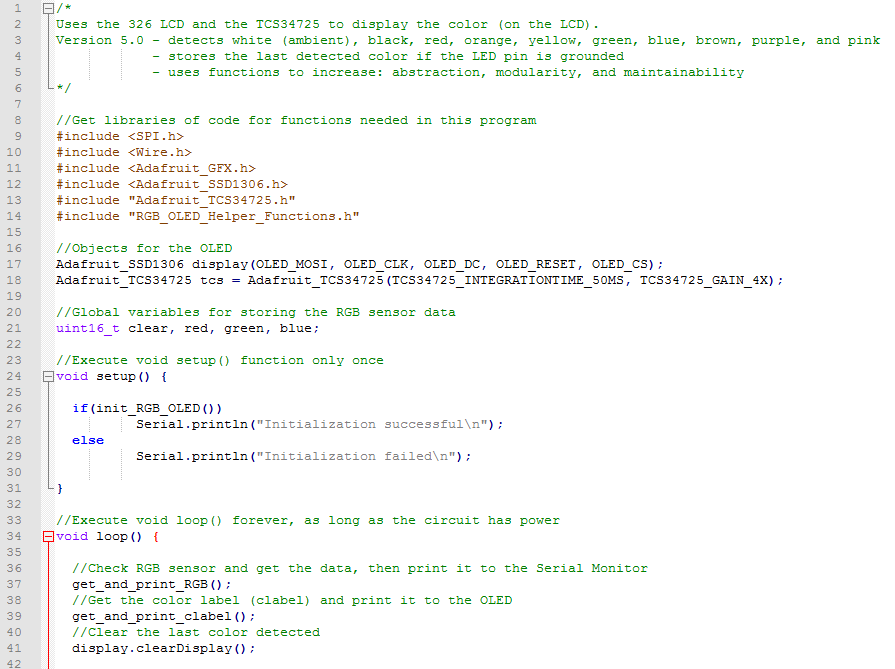 1 /*
2 Uses the 326 LCD and the TCS34725 to display the color (on the LCD).
3 Version 5.0 - detects white (ambient), black, red, orange, yellow, green, blue, brown, purple, and pink
4 - stores the last detected color if the LED pin is grounded
5 - uses functions to increase: abstraction, modularity, and maintainability
6 */
7
8 //Get libraries of code for functions needed in this program
9 #include <SPI.h>
10 #include <Wire.h>
11 #include <Adafruit_GFX.h>
12 #include <Adafruit_SSD1306.h>
13 #include "Adafruit_TCS34725.h"
14 #include "RGB_OLED_Helper_Functions.h"
15
16 //Objects for the OLED
17 Adafruit_SSD1306 display(OLED_MOSI, OLED_CLK, OLED_DC, OLED_RESET, OLED_CS);
18 Adafruit_TCS34725 tcs = Adafruit_TCS34725(TCS34725_INTEGRATIONTIME_50MS, TCS34725_GAIN_4X);
19
20 //Global variables for storing the RGB sensor data
21 uint16_t clear, red, green, blue;
22
23 //Execute void setup() function only once
24 void setup() {
25
26 if(init_RGB_OLED())
27 Serial.println("Initialization successful\n");
28 else
29 Serial.println("Initialization failed\n");
30
31 }
32
33 //Execute void loop() forever, as long as the circuit has power
34 void loop() {
35
36 //Check RGB sensor and get the data, then print it to the Serial Monitor
37 get_and_print_RGB();
38 //Get the color label (clabel) and print it to the OLED
39 get_and_print_clabel();
40 //Clear the last color detected
41 display.clearDisplay();
42